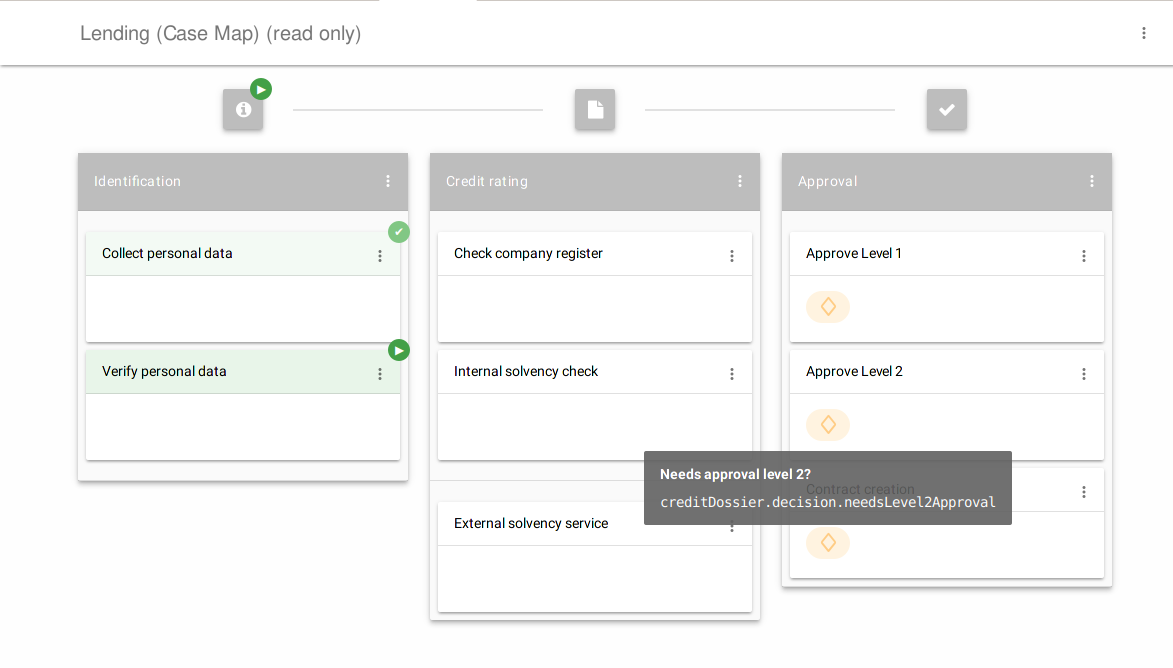 Lending (Case Map) (read only)
Identification
Credit rating
Approval
Collect personal data
Check company register
Approve Level 1
Verify personal data
Internal solvency check
Approve Level 2
Needs approval level 2?
creditDossier.decision.needsLevel2Approval
Contract creation
External solvency service